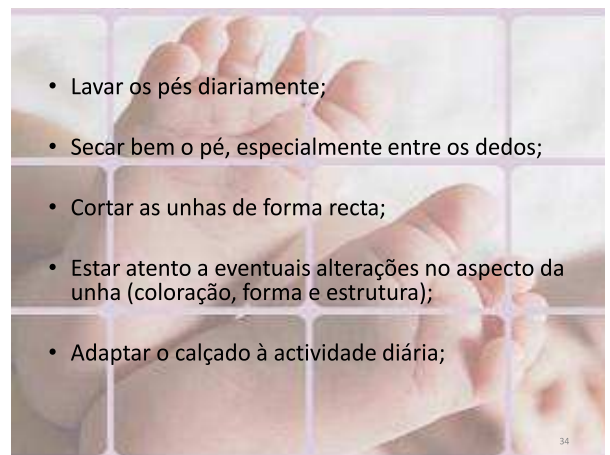 • Lavar os pés diariamente;
• Secar bem o pé, especialmente entre os dedos;
• Cortar as unhas de forma recta;
• Estar atento a eventuais alterações no aspecto da
unha (coloração, forma e estrutura);
• Adaptar o calçado à actividade diária;
34